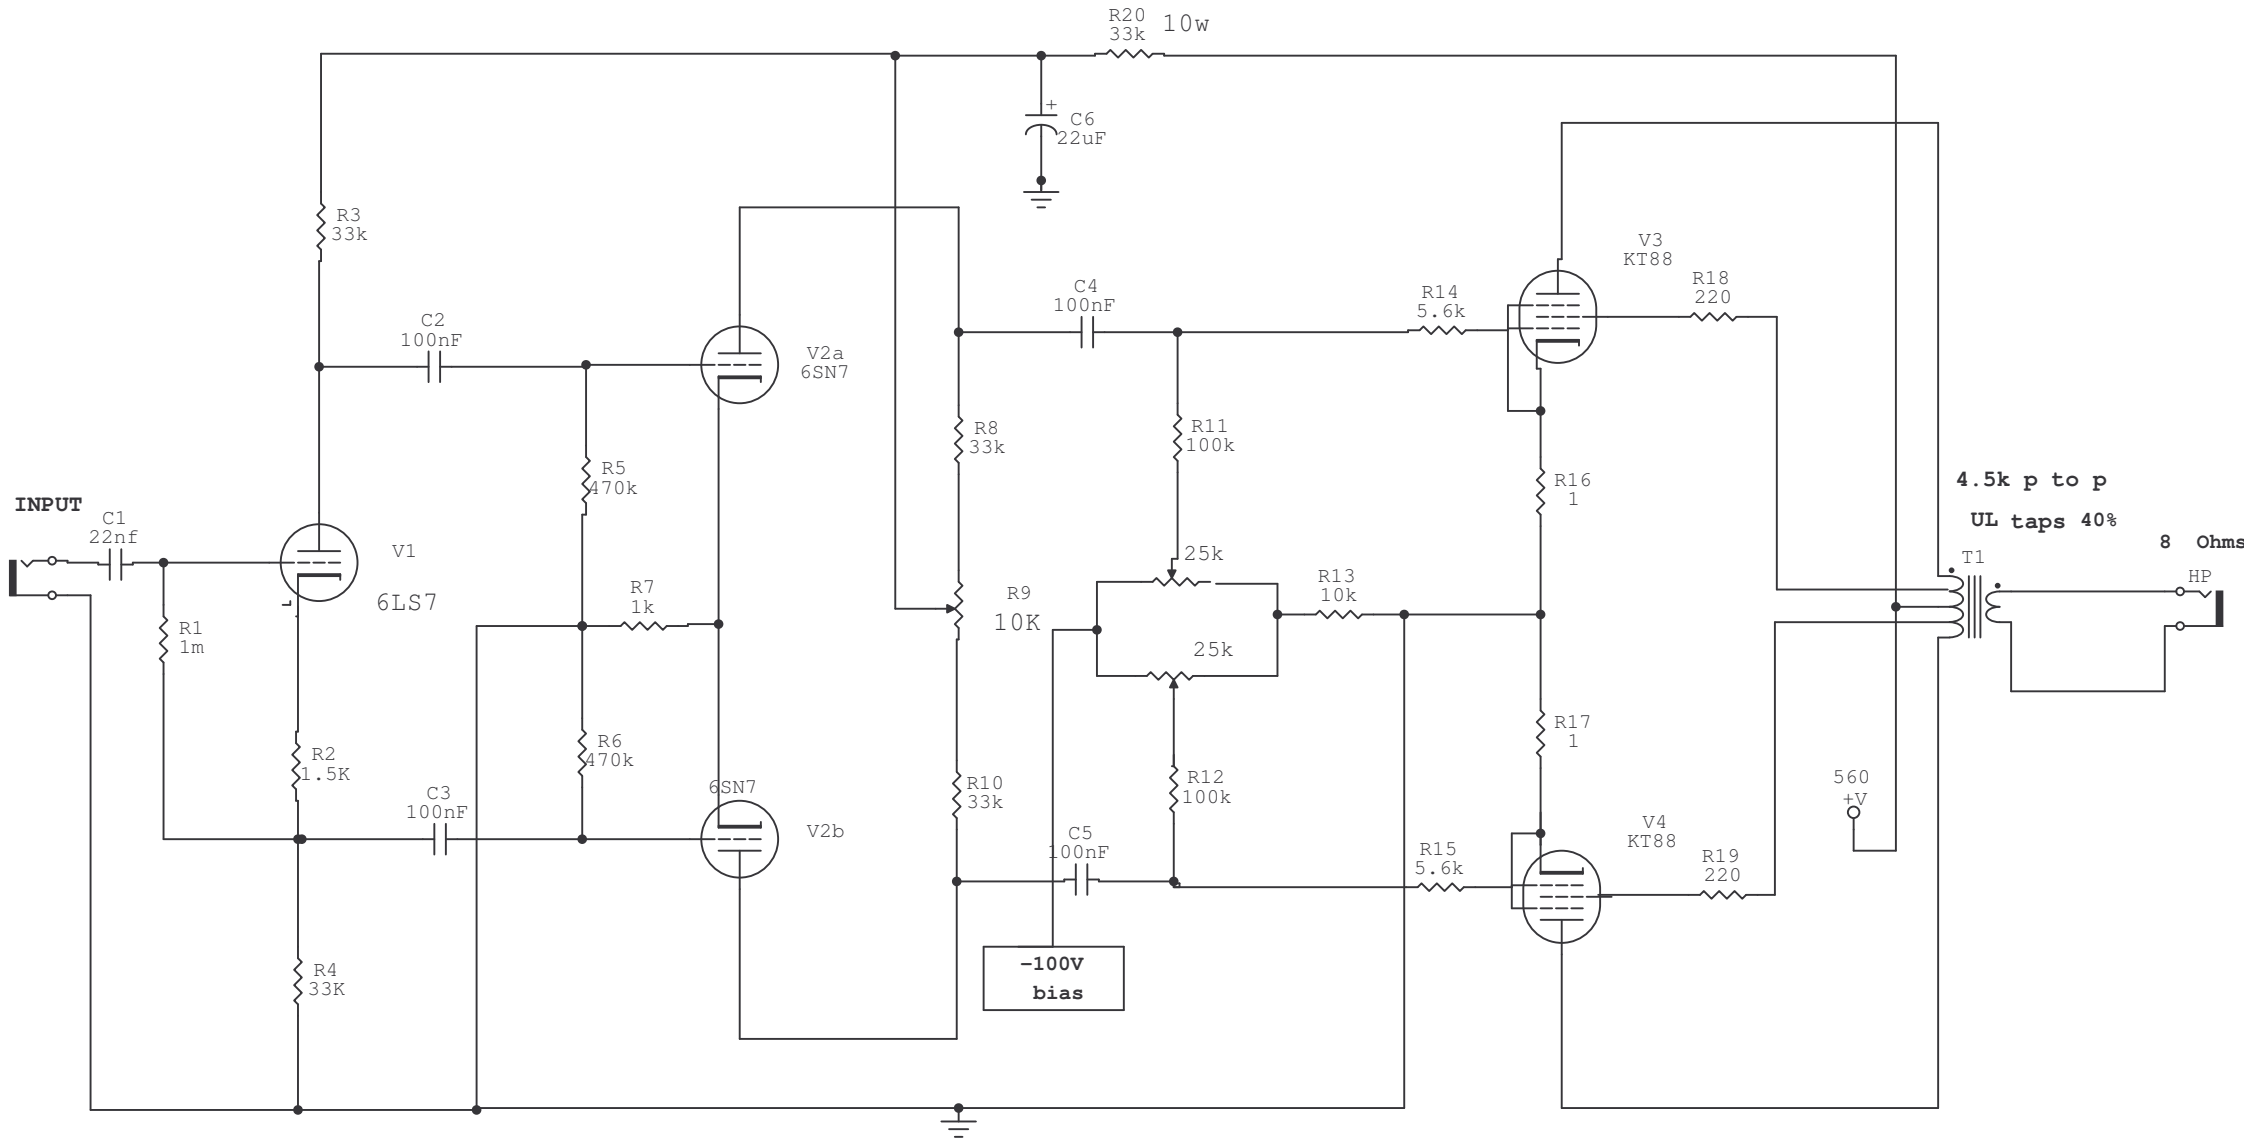 R20
33k
10w
C6
22uF
+
R3
33k
V3
KT88
R18
220
C4
100nF
R14
5.6k
C2
100nF
V2a
6SN7
R8
33k
R11
100k
R5
470k
R16
1
4.5k p to p
UL taps 40%
8 Ohms
INPUT
C1
22nf
V1
6LS7
25k
T1
HP
R7
1k
R9
10K
R13
10k
R1
1m
25k
R2
1.5K
R6
470k
R17
1
6SN7
R10
33k
R12
100k
560
+V
C3
100nF
V2b
C5
100nF
V4
KT88
R15
5.6k
R19
220
R4
33K
-100V
bias